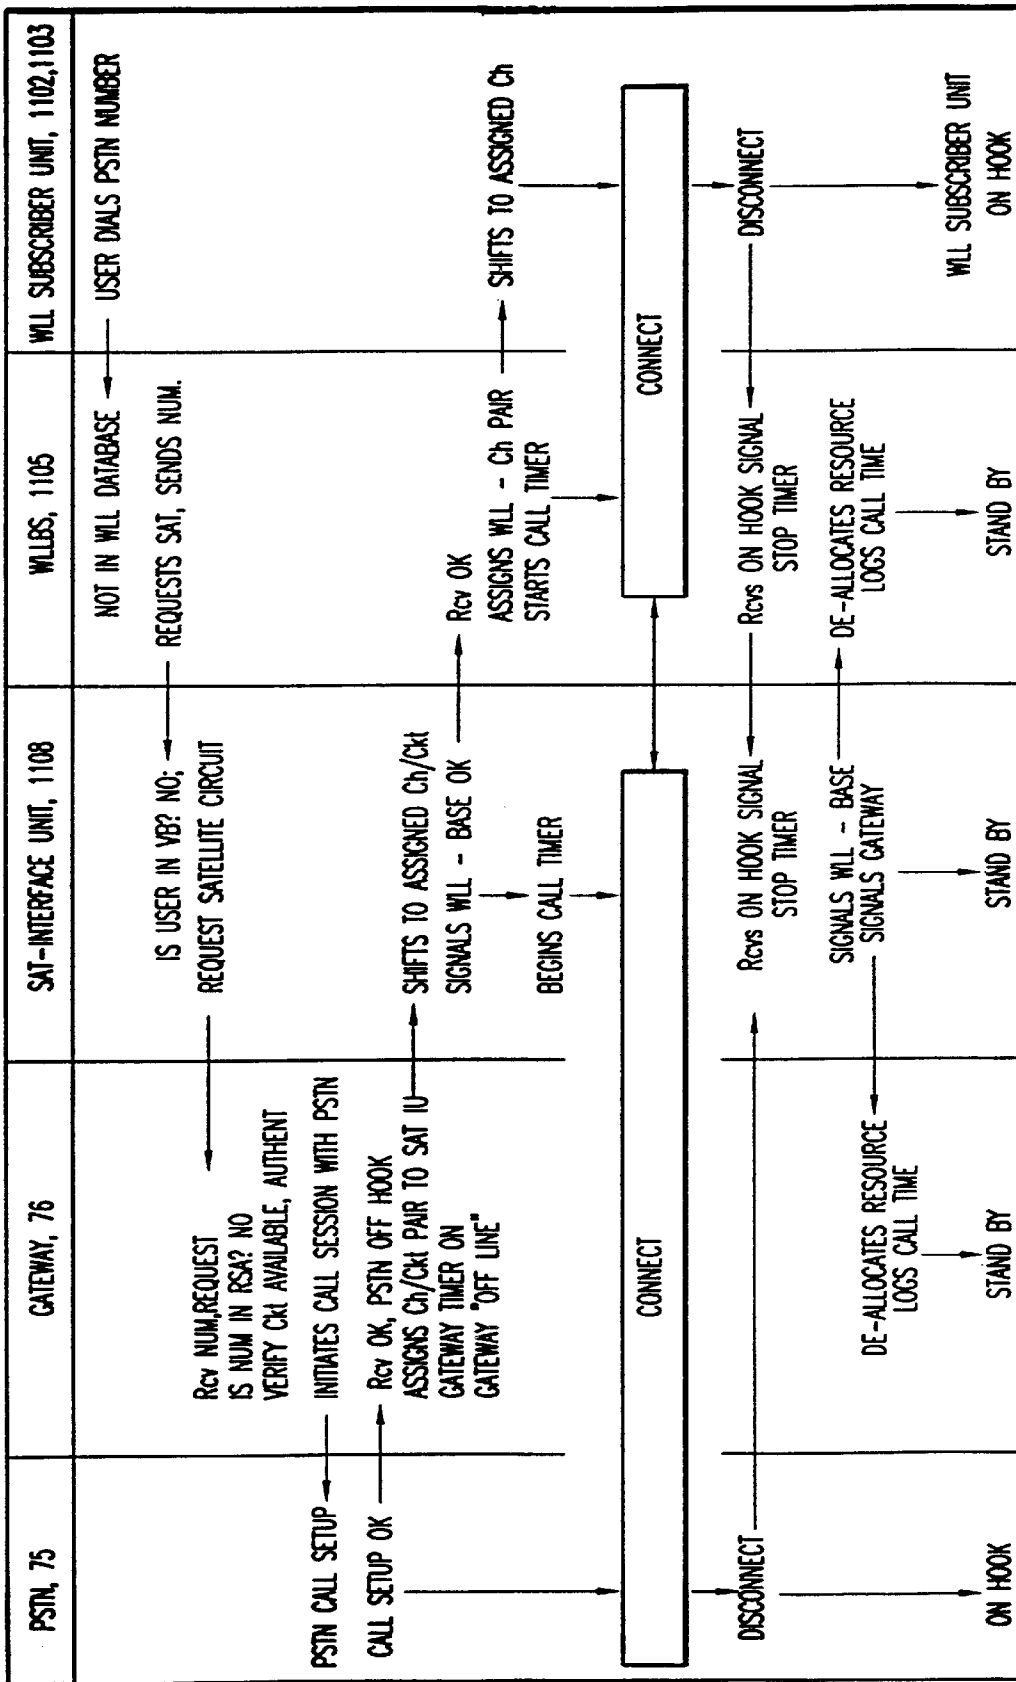 PSTN, 75
GATEWAY, 76
SAT-INTERFACE UNIT, 1108
WLLBS, 1105
WLL SUBSCRIBER UNIT, 1102,1103
USER DIALS PSTN NUMBER
NOT IN WLL DATABASE
REQUESTS SAT, SENDS NUM.
IS USER IN VB? NO;
REQUEST SATELLITE CIRCUIT
Rcv NUM,REQUEST
IS NUM IN RSA? NO
VERIFY Ckt AVAILABLE, AUTHENT
INITIATES CALL SESSION WITH PSTN
PSTN CALL SETUP
CALL SETUP OK
Rcv OK, PSTN OFF HOOK
ASSIGNS Ch/Ckt PAIR TO SAT IU
GATEWAY TIMER ON
GATEWAY "OFF LINE"
SHIFTS TO ASSIGNED Ch/Ckt
SIGNALS WLL - BASE OK
BEGINS CALL TIMER
Rcv OK
ASSIGNS WLL - Ch PAIR
STARTS CALL TIMER
SHIFTS TO ASSIGNED Ch
CONNECT
CONNECT
DISCONNECT
DISCONNECT
Rcvs ON HOOK SIGNAL
STOP TIMER
Rcvs ON HOOK SIGNAL
STOP TIMER
SIGNALS WLL - BASE
SIGNALS GATEWAY
DE-ALLOCATES RESOURCE
LOGS CALL TIME
DE-ALLOCATES RESOURCE
LOGS CALL TIME
ON HOOK
STAND BY
STAND BY
STAND BY
WLL SUBSCRIBER UNIT
ON HOOK